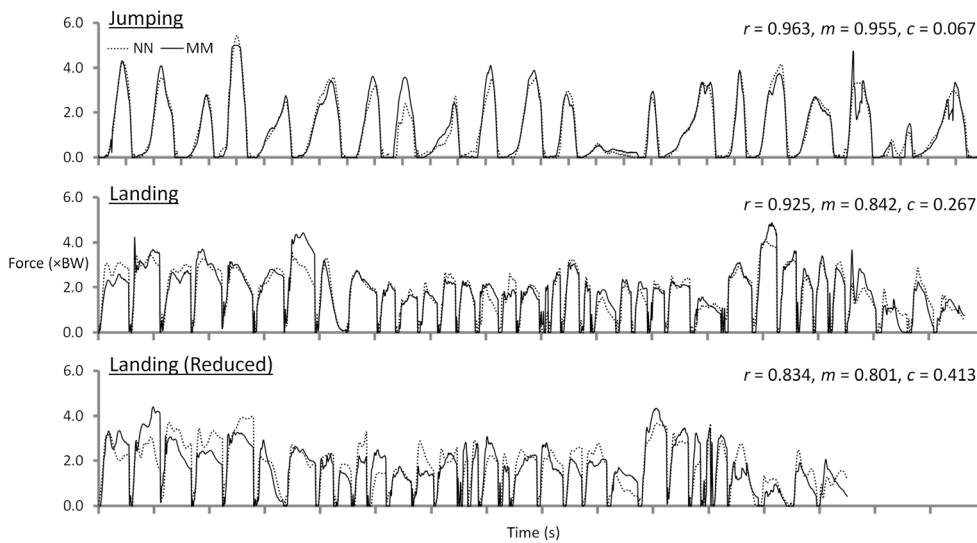 Jumping
6.0
r = 0.963, m = 0.955, c = 0.067
NN MM
4.0
2.0
0.0
Landing
6.0
r = 0.925, m = 0.842, c = 0.267
4.0
Force (×BW)
2.0
0.0
Landing (Reduced)
6.0
r = 0.834, m = 0.801, c = 0.413
4.0
2.0
0.0
Time (s)